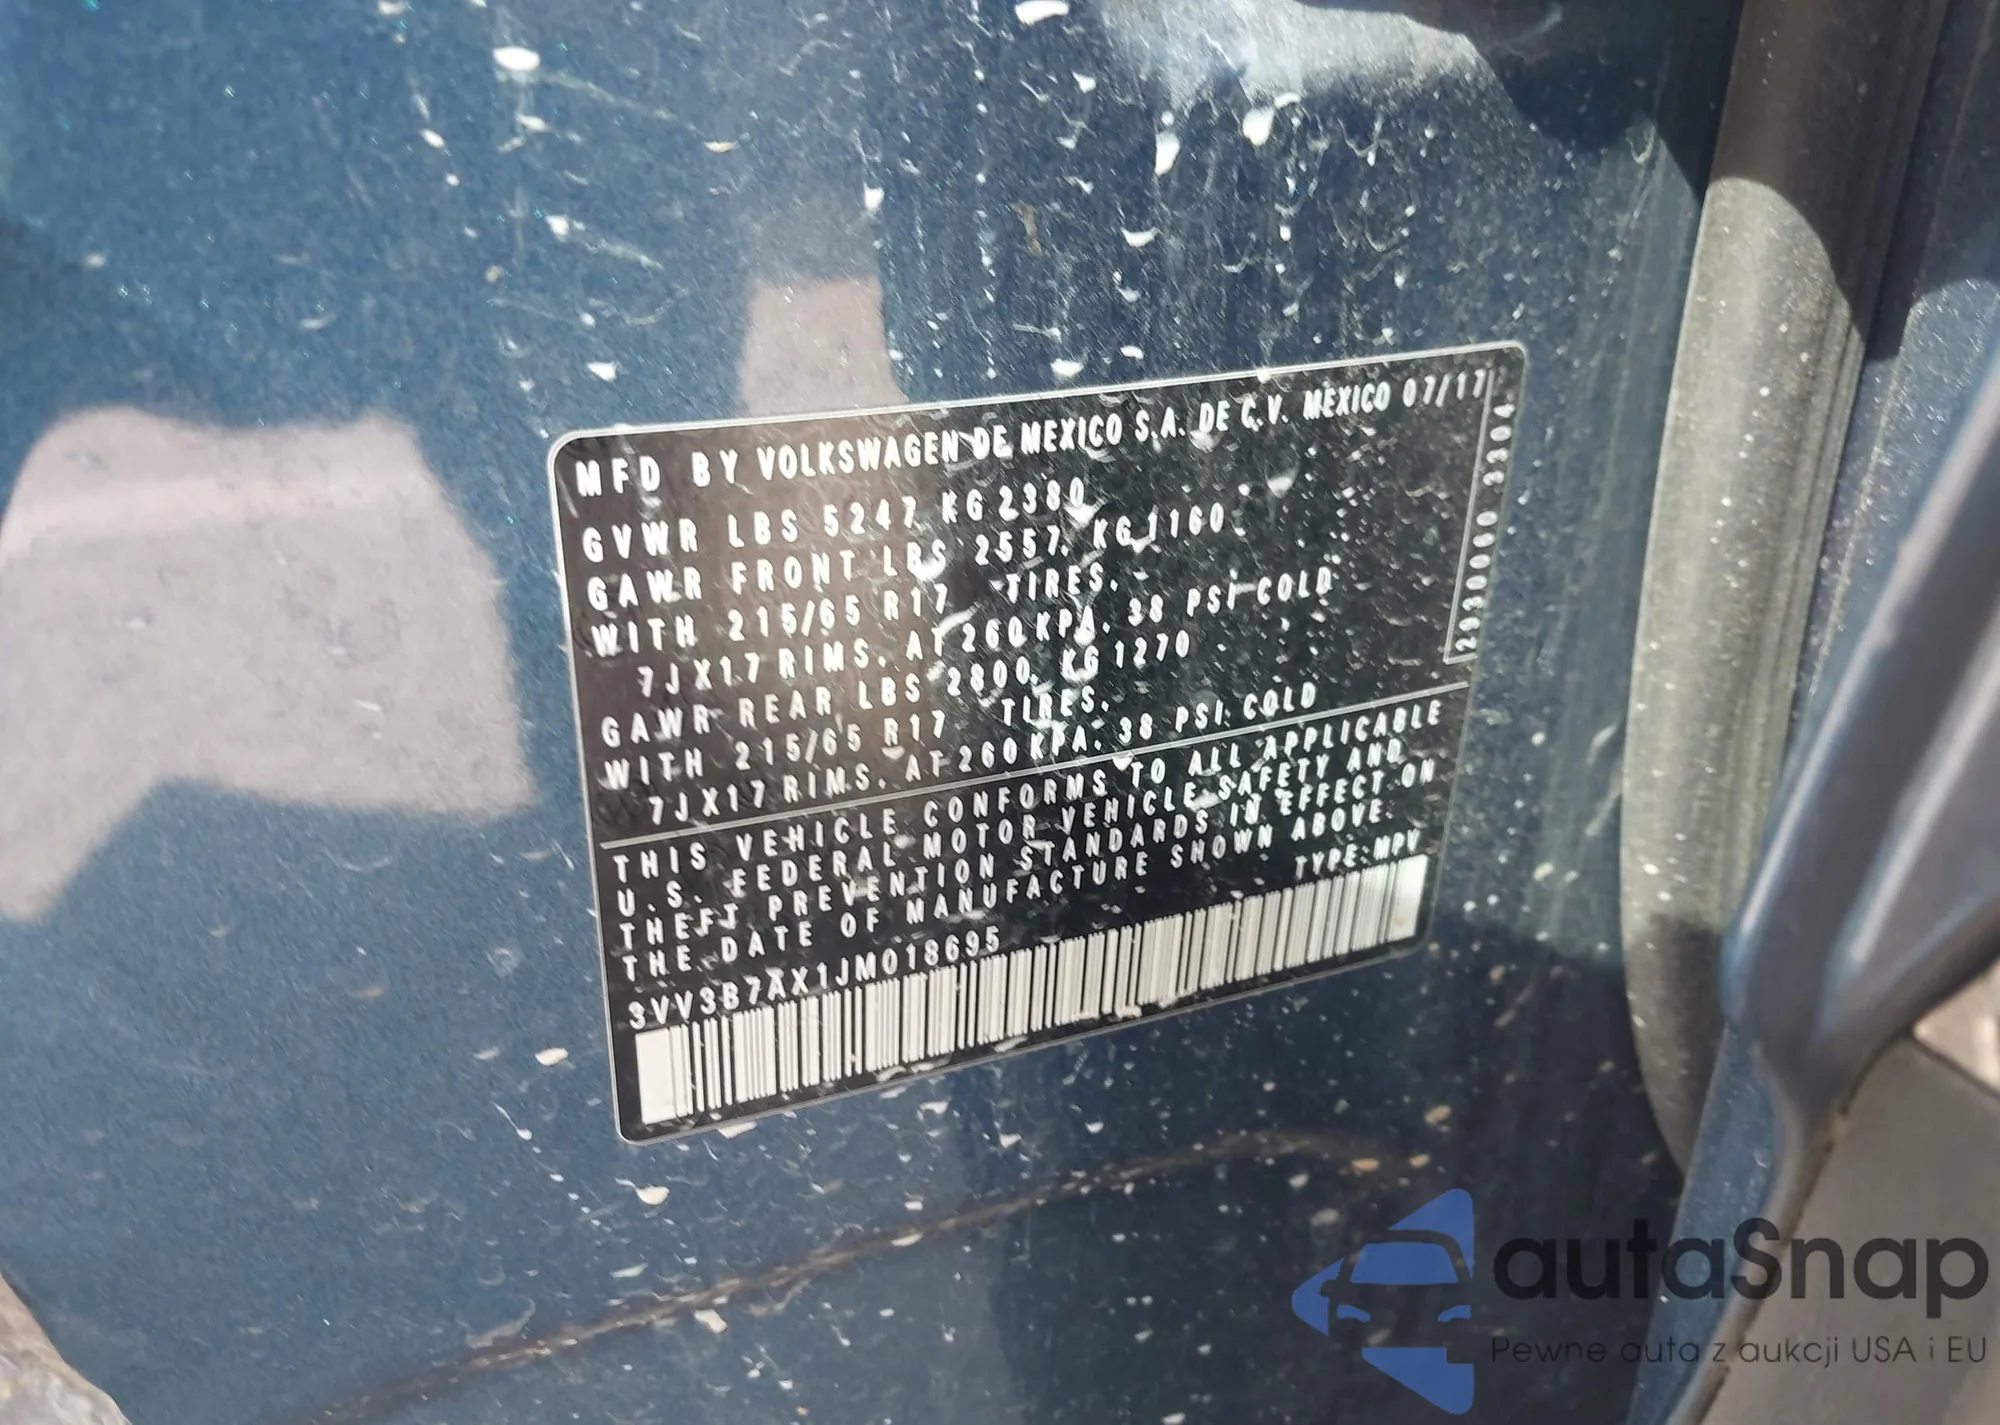 MFD BY VOLKSWAGEN DE MEXICO S.A. DE C.V. MEXICO 07/17
GVWR LBS 5247 KG 2380
GAWR FRONT LBS 2557. KG 1160
WITH 215/65 R17 TIRES.
7JX17 RIMS. AT 260 KPA. 38 PSI COLD
GAWR REAR LBS 2800. KG 1270
WITH 215/65 R17 TIRES.
7JX17 RIMS. AT 260 KPA. 38 PSI COLD
THIS VEHICLE CONFORMS TO ALL APPLICABLE
U.S. FEDERAL MOTOR VEHICLE SAFETY AND
THEFT PREVENTION STANDARDS IN EFFECT ON
THE DATE OF MANUFACTURE SHOWN ABOVE.
TYPE: MPV
3VV3B7AX1JM018695
2330060 3304
autaSnap
Pewne auta z aukcji USA i EU